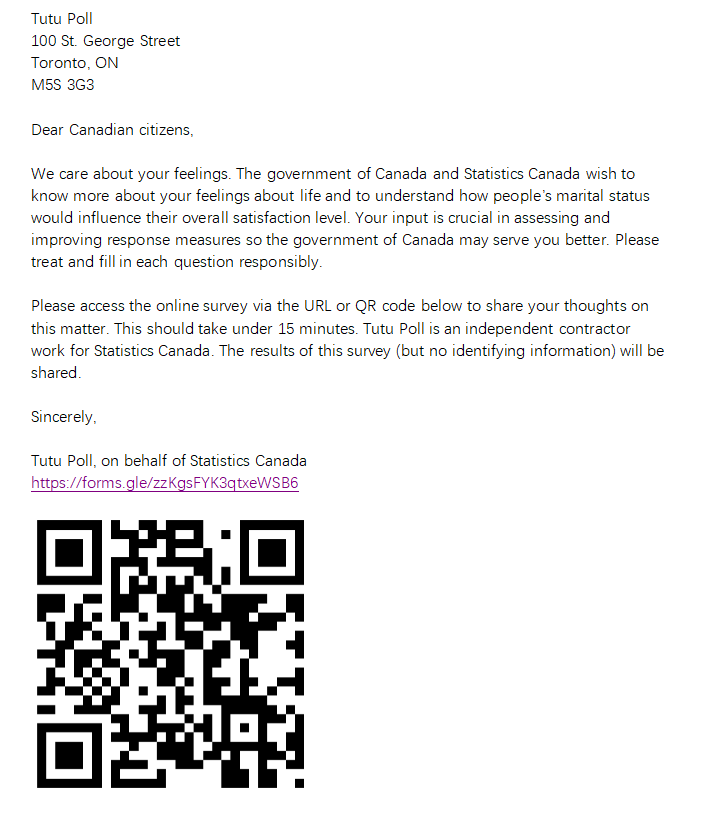 Tutu Poll
100 St. George Street
Toronto, ON
M5S 3G3
Dear Canadian citizens,
We care about your feelings. The government of Canada and Statistics Canada wish to
know more about your feelings about life and to understand how people's marital status
would influence their overall satisfaction level. Your input is crucial in assessing and
improving response measures so the government of Canada may serve you better. Please
treat and fill in each question responsibly.
Please access the online survey via the URL or QR code below to share your thoughts on
this matter. This should take under 15 minutes. Tutu Poll is an independent contractor
work for Statistics Canada. The results of this survey (but no identifying information) will be
shared.
Sincerely,
Tutu Poll, on behalf of Statistics Canada
https://forms.gle/zzKgsFYK3qtxeWSB6